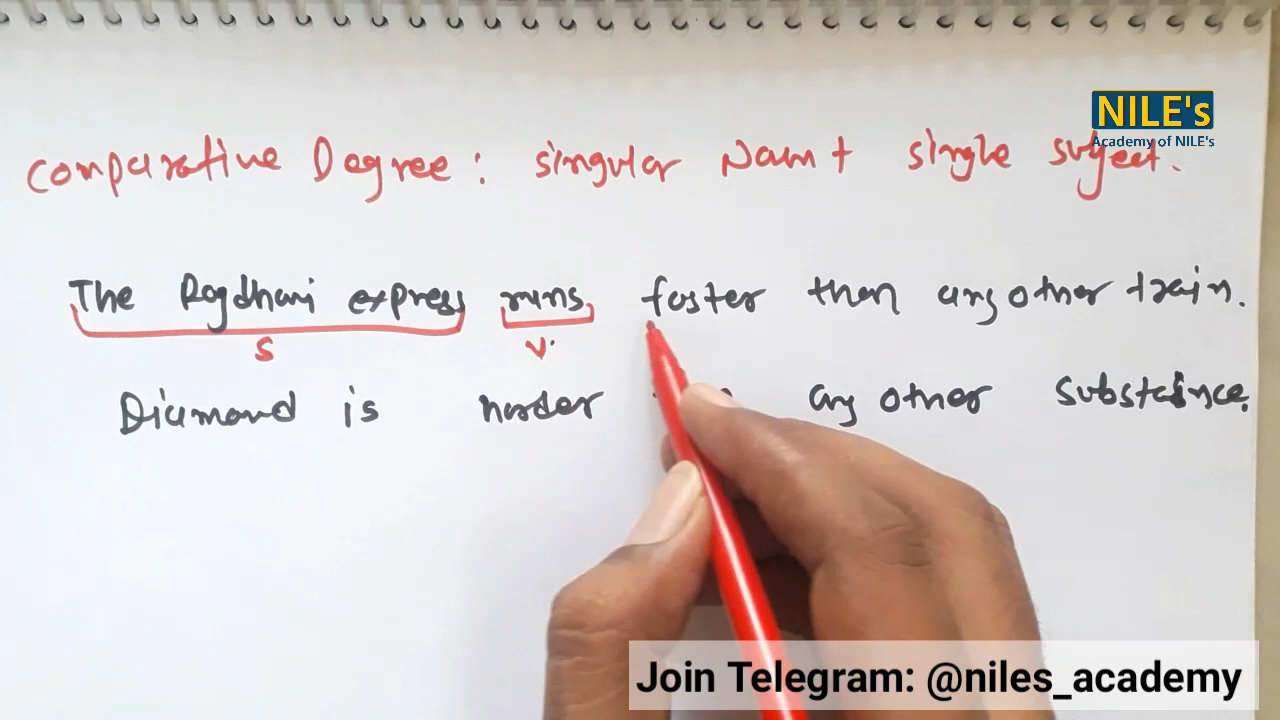 NILE's
Academy of NILE's
Comparative Degree: singular Noun + single subject.
The Rajdhani express runs faster than any other train.
S V.
Diamond is harder any other substaince.
Join Telegram: @niles_academy